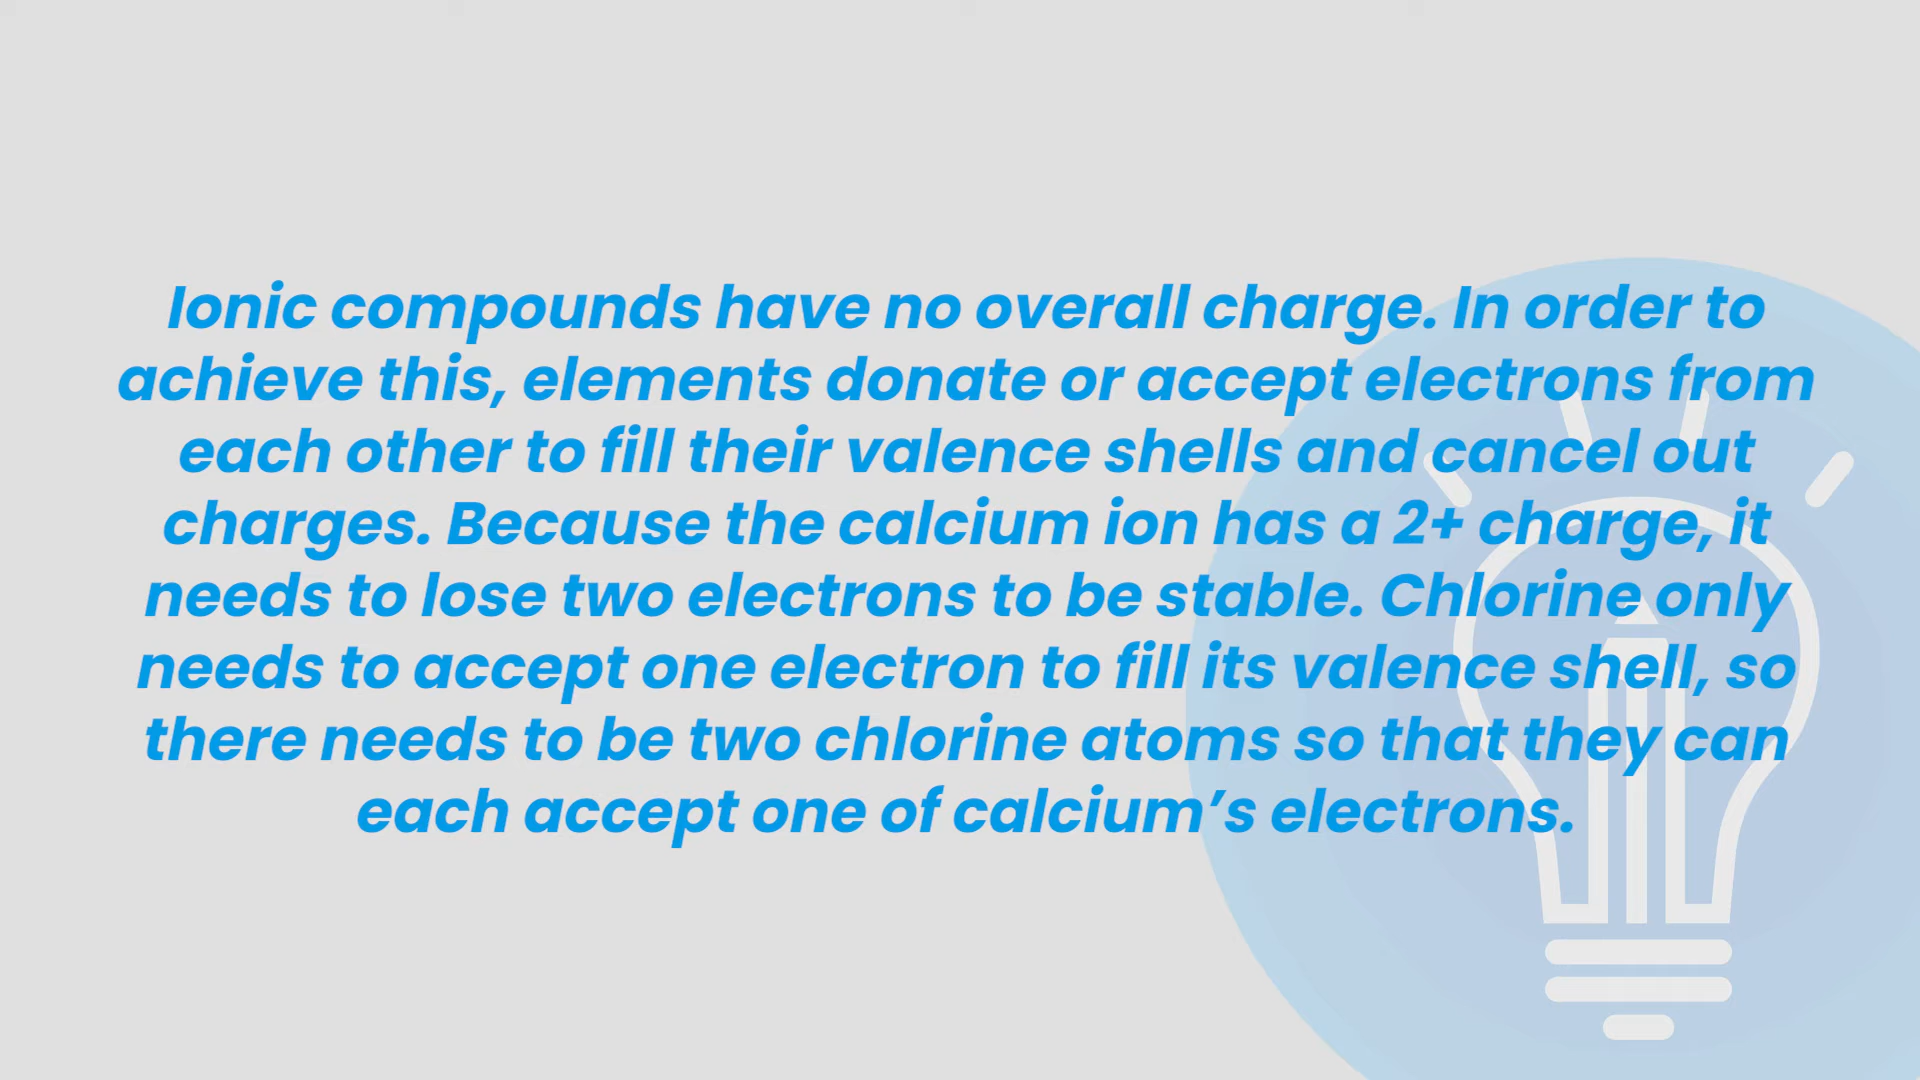 Ionic compounds have no overall charge. In order to
achieve this, elements donate or accept electrons from
each other to fill their valence shells and cancel out
charges. Because the calcium ion has a 2+ charge, it
needs to lose two electrons to be stable. Chlorine only
needs to accept one electron to fill its valence shell, so
there needs to be two chlorine atoms so that they can
each accept one of calcium’s electrons.